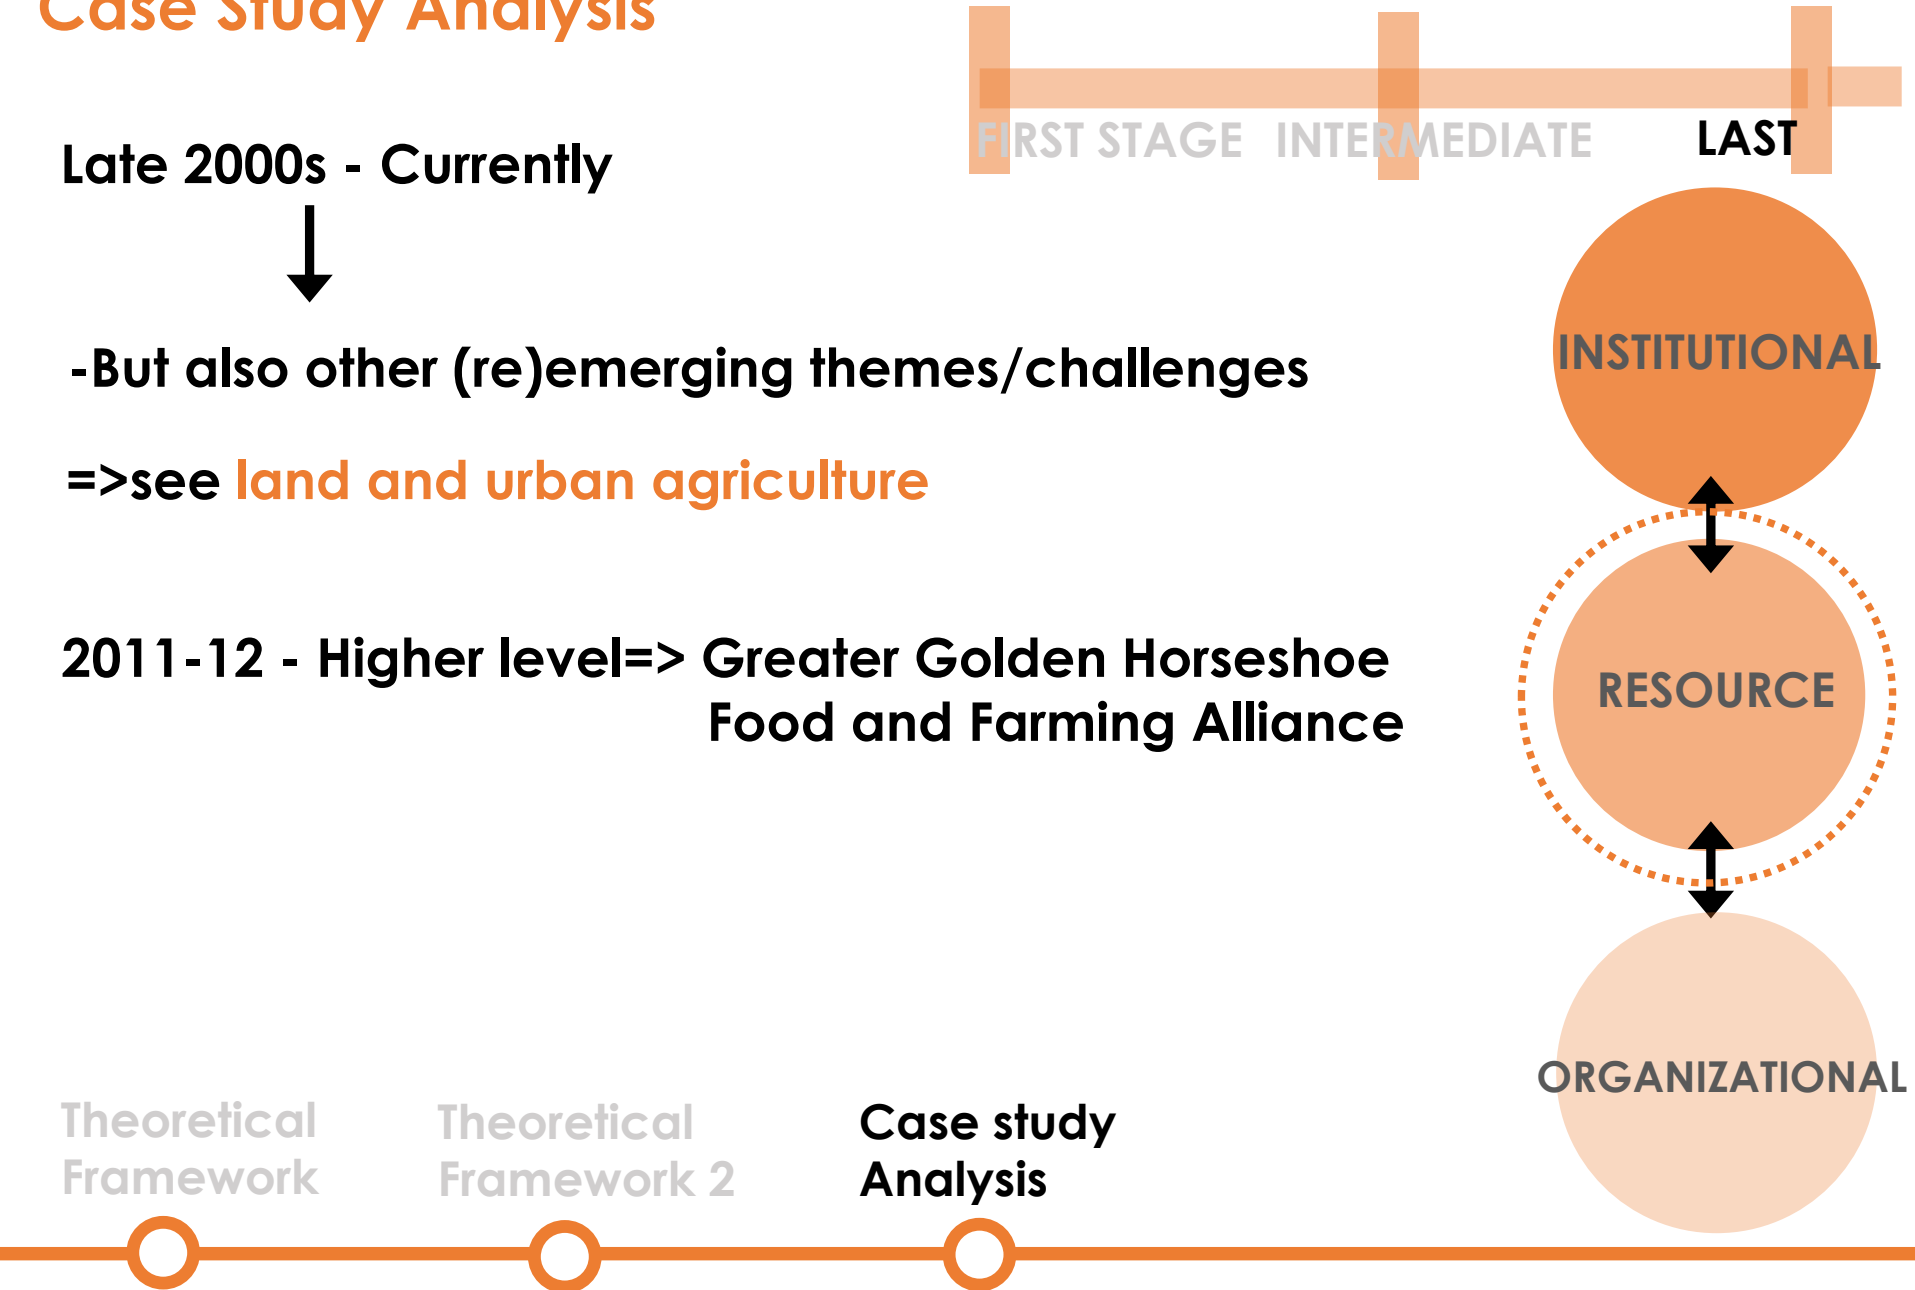 Case Study Analysis
FIRST STAGE INTERMEDIATE LAST
Late 2000s - Currently
-But also other (re)emerging themes/challenges
=>see land and urban agriculture
2011-12 - Higher level=> Greater Golden Horseshoe
Food and Farming Alliance
INSTITUTIONAL
RESOURCE
ORGANIZATIONAL
Theoretical
Framework
Theoretical
Framework 2
Case study
Analysis